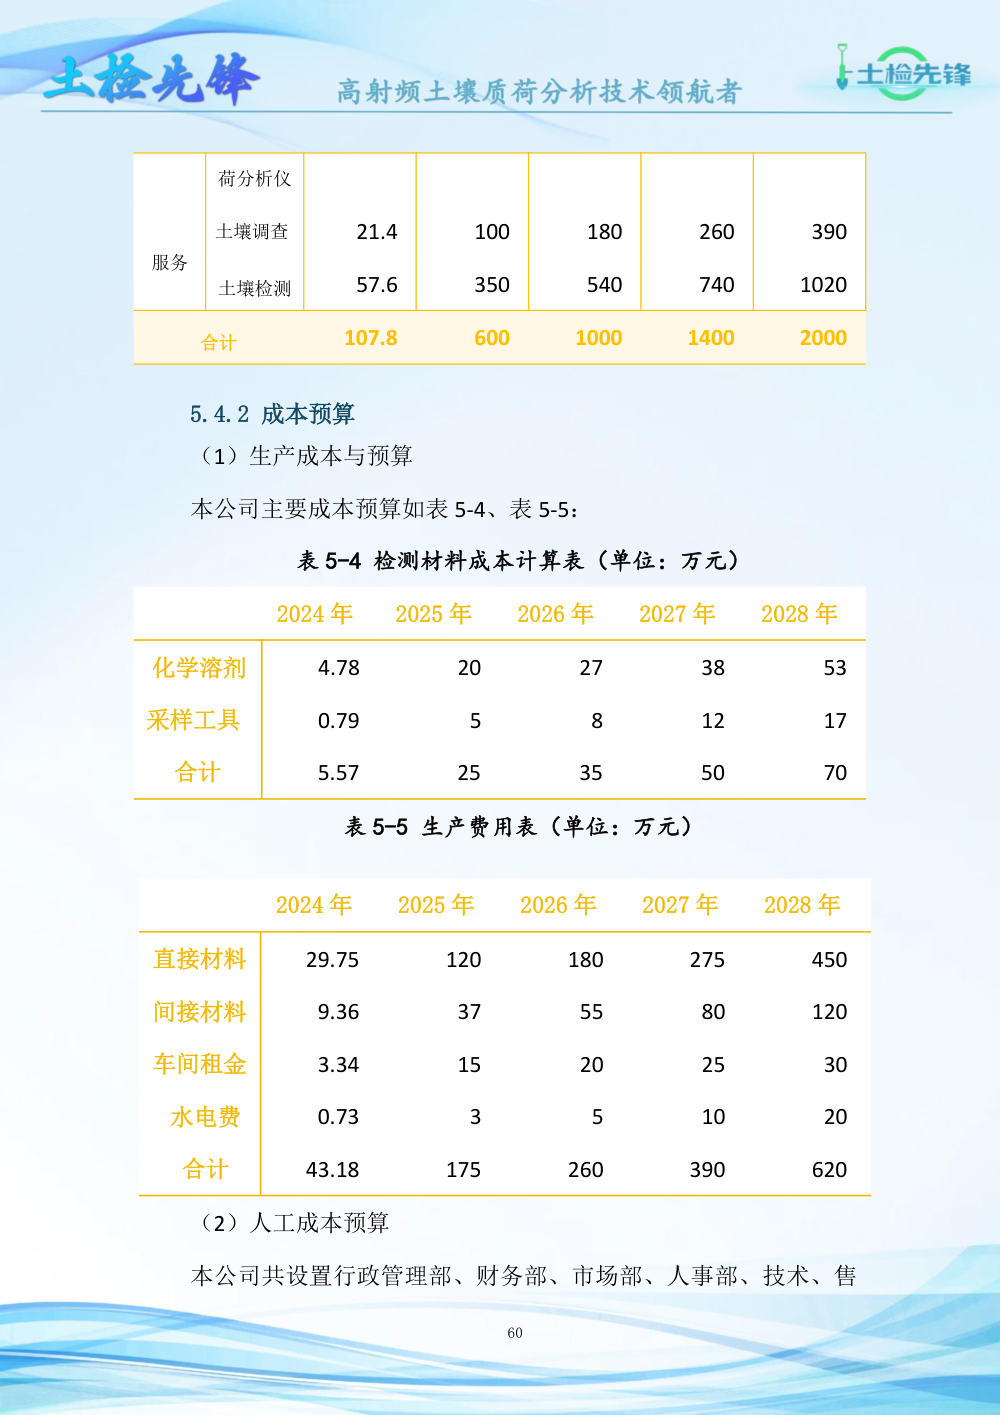 土检先锋
高射频土壤质荷分析技术领航者
土检先锋
荷分析仪
土壤调查 21.4 100 180 260 390
服务
土壤检测 57.6 350 540 740 1020
合计 107.8 600 1000 1400 2000
5.4.2 成本预算
（1）生产成本与预算
本公司主要成本预算如表 5-4、表 5-5：
表 5-4 检测材料成本计算表（单位：万元）
2024 年 2025 年 2026 年 2027 年 2028 年
化学溶剂 4.78 20 27 38 53
采样工具 0.79 5 8 12 17
合计 5.57 25 35 50 70
表 5-5 生产费用表（单位：万元）
2024 年 2025 年 2026 年 2027 年 2028 年
直接材料 29.75 120 180 275 450
间接材料 9.36 37 55 80 120
车间租金 3.34 15 20 25 30
水电费 0.73 3 5 10 20
合计 43.18 175 260 390 620
（2）人工成本预算
本公司共设置行政管理部、财务部、市场部、人事部、技术、售
60